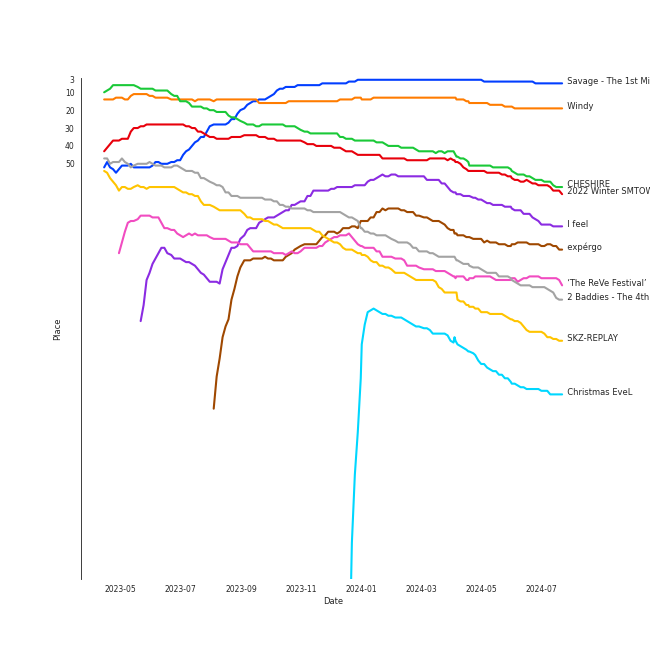 3
10
20
30
40
50
Place
Savage - The 1st Mi
Windy
CHESHIRE
2022 Winter SMTOW
I feel
expérgo
'The ReVe Festival'
2 Baddies - The 4th
SKZ-REPLAY
Christmas EveL
2023-05 2023-07 2023-09 2023-11 2024-01 2024-03 2024-05 2024-07
Date